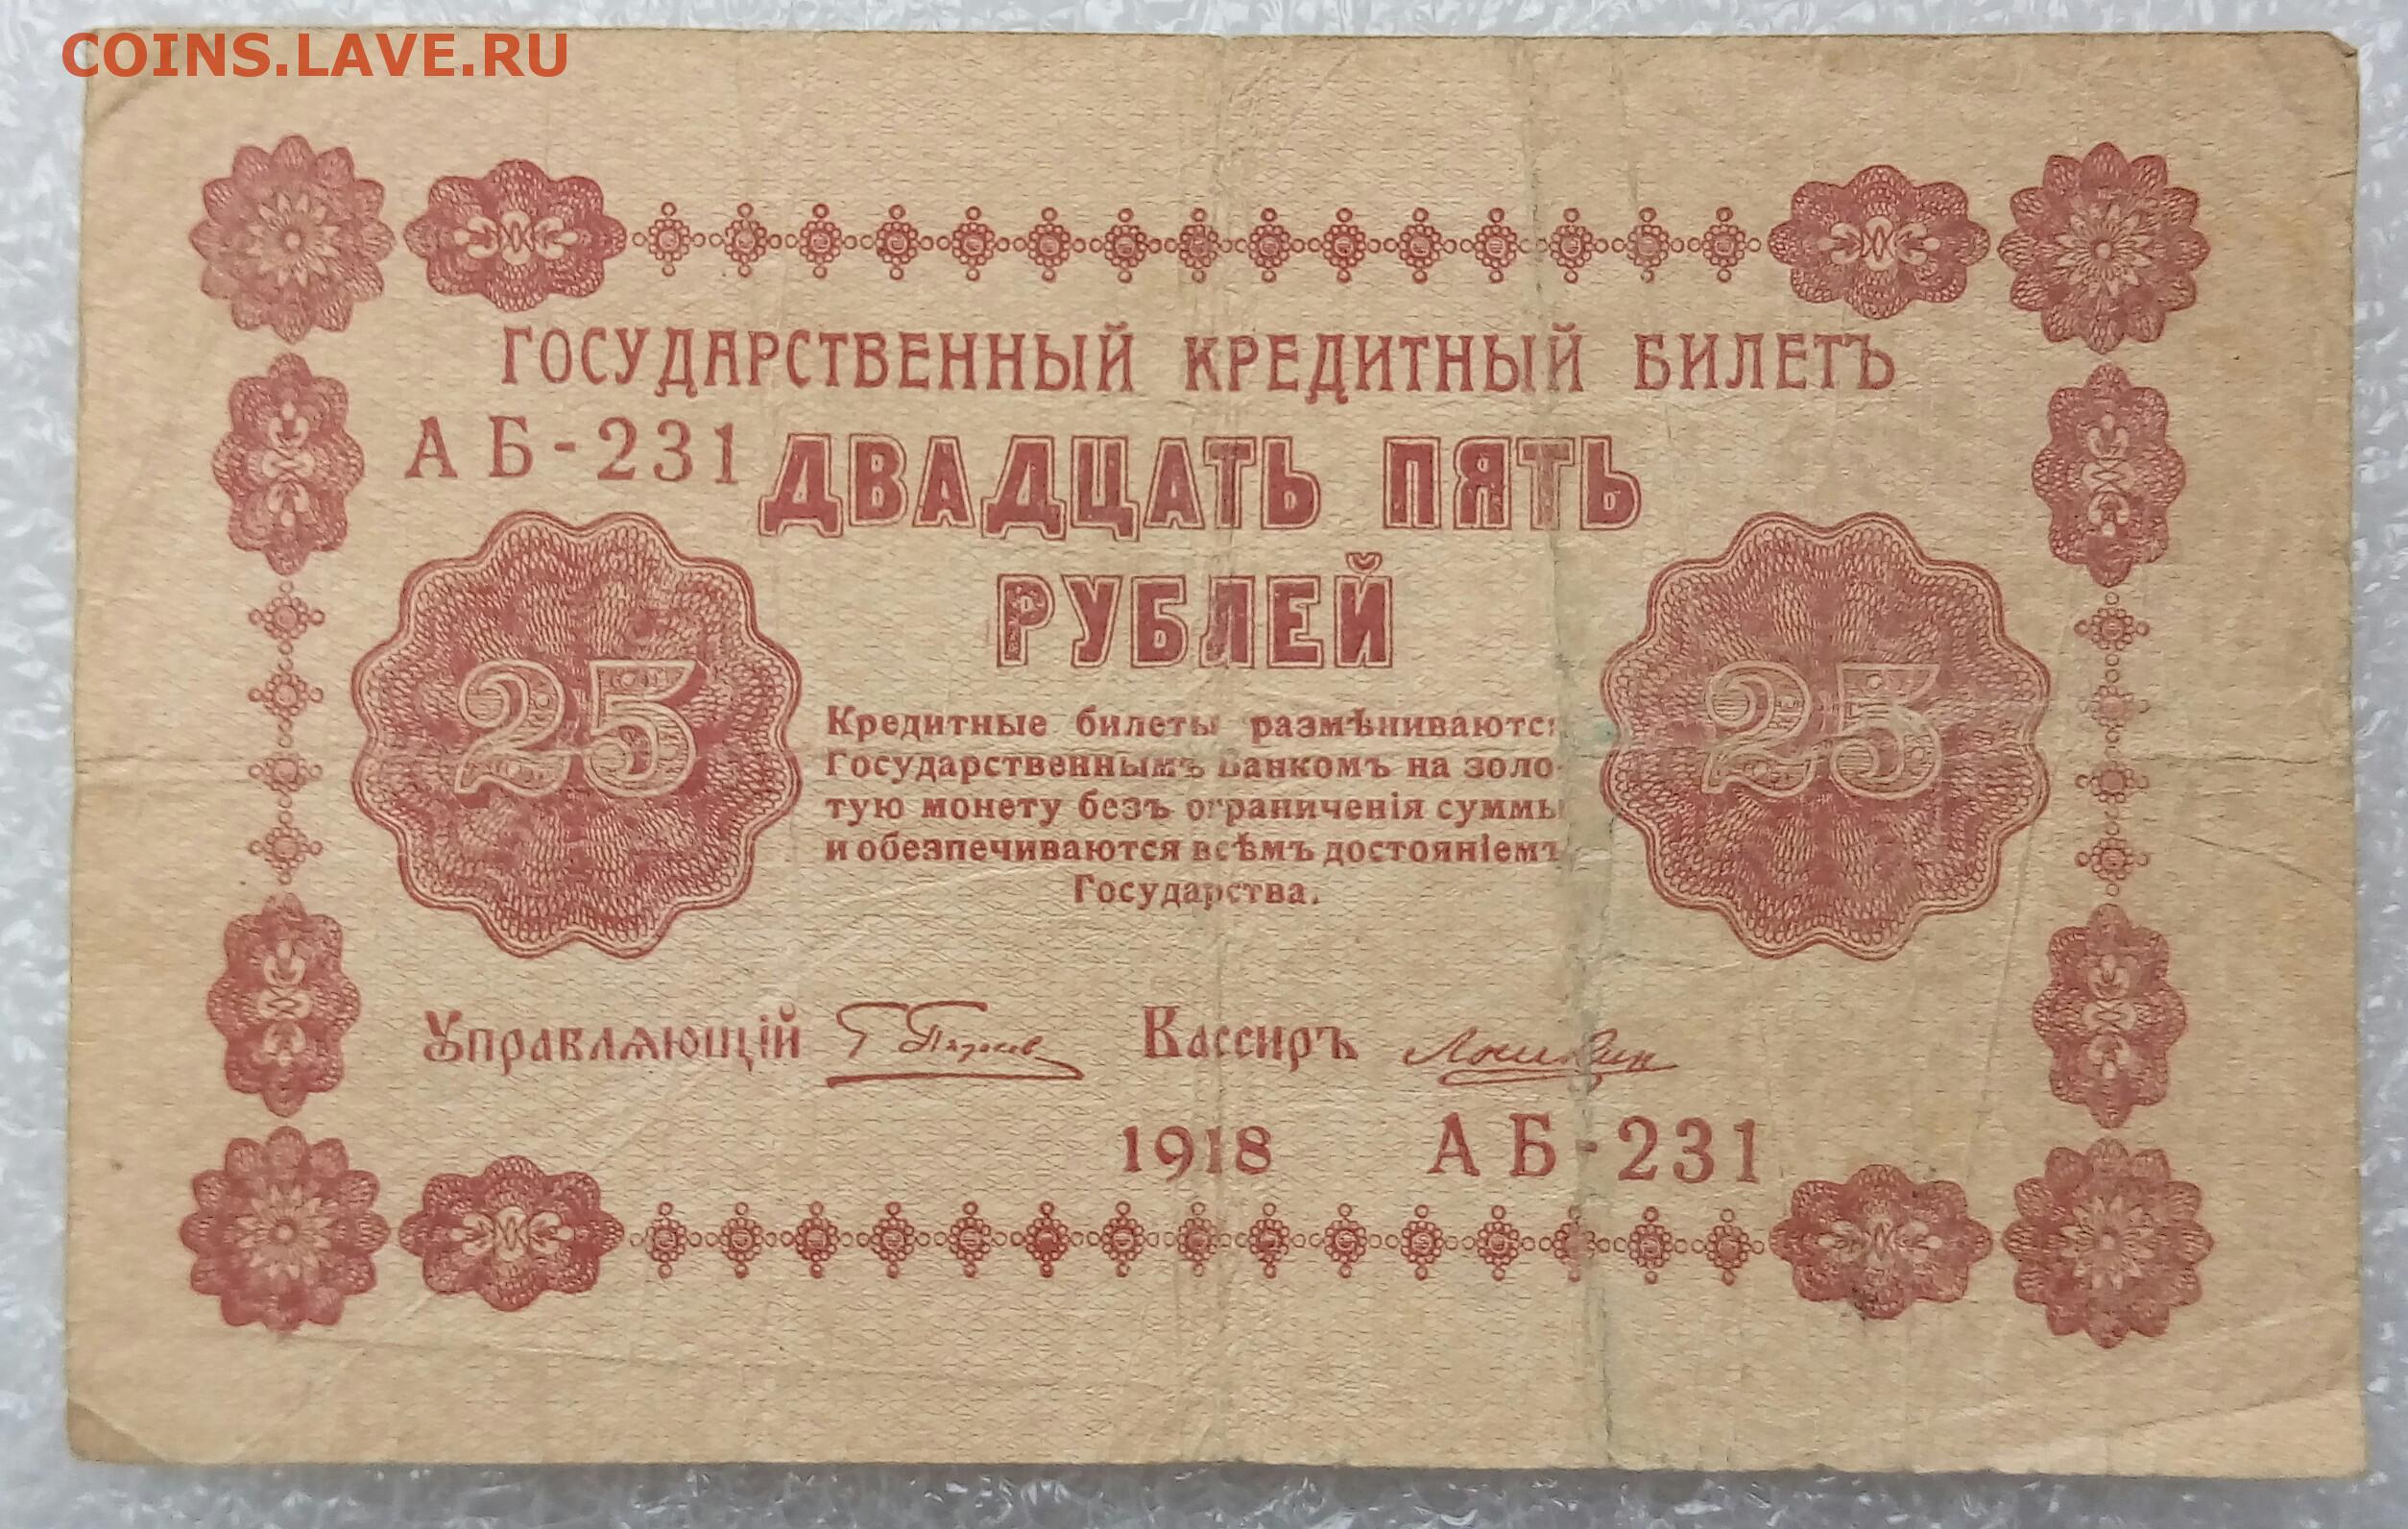 COINS.LAVE.RU
ГОСУДАРСТВЕННЫЙ КРЕДИТНЫЙ БИЛЕТЪ
АБ-231
ДВАДЦАТЬ ПЯТЬ
РУБЛЕЙ
25
25
Кредитные билеты размѣниваются
Государственнымъ Банкомъ на золо-
тую монету безъ ограниченія суммы
и обезпечиваются всѣмъ достояніемъ
Государства.
Управляющій Г. Пятаков Кассиръ
1918 АБ-231